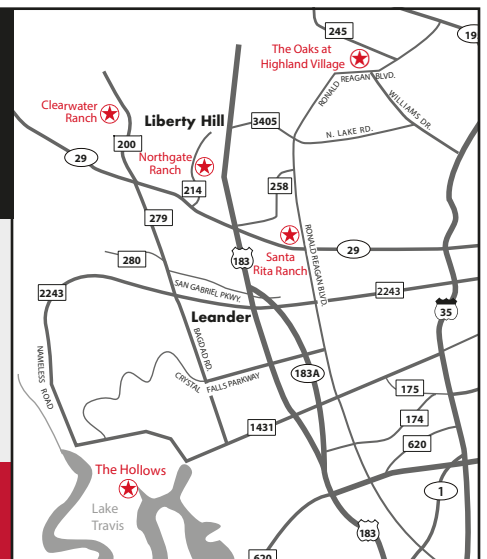 245
19
The Oaks at
Highland Village
RONALD REAGAN BLVD.
WILLIAMS DR.
Clearwater
Ranch
Liberty Hill
3405
N. LAKE RD.
200
29
Northgate
Ranch
214
258
279
RONALD REAGAN BLVD.
183
29
280
Santa
Rita Ranch
2243
SAN GABRIEL PKWY.
2243
35
Leander
BAGDAD RD.
NAMELESS ROAD
CRYSTAL FALLS PARKWAY
183A
175
174
1431
620
The Hollows
1
Lake
Travis
183
620